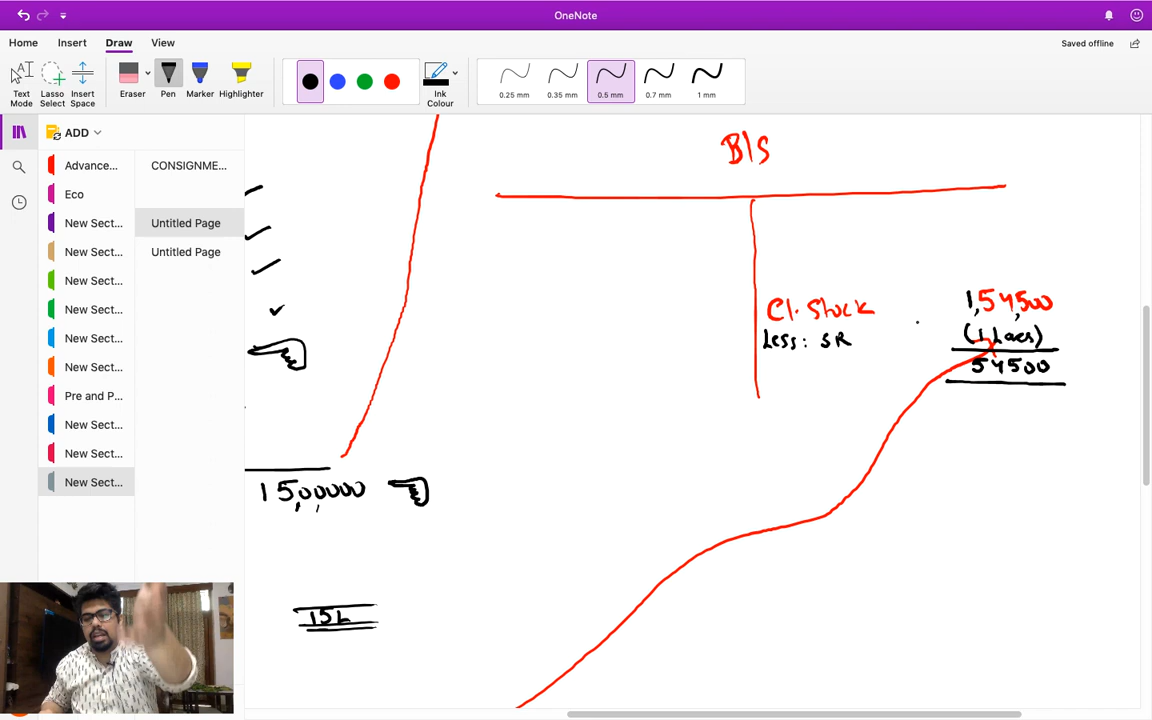 OneNote
Home Insert Draw View
Saved offline
Text Mode
Lasso Select
Insert Space
Eraser
Pen
Marker
Highlighter
Ink Colour
0.25 mm
0.35 mm
0.5 mm
0.7 mm
1 mm
ADD
Advance...
Eco
New Sect...
New Sect...
New Sect...
New Sect...
New Sect...
New Sect...
Pre and P...
New Sect...
New Sect...
New Sect...
CONSIGNME...
Untitled Page
Untitled Page
B/S
Cl. Stock 1,54,500
Less: SR (1 Lacs)
54500
15,00,000
15L